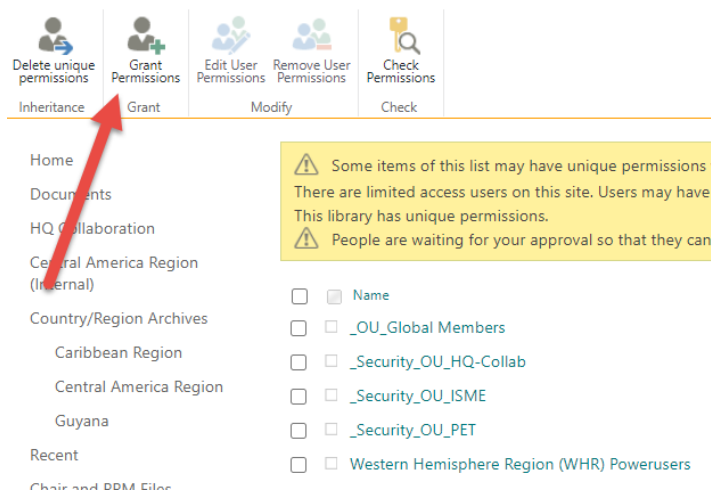 Delete unique permissions
Grant Permissions
Edit User Permissions
Remove User Permissions
Check Permissions
Inheritance
Grant
Modify
Check
Home
Documents
HQ Collaboration
Central America Region
(Internal)
Country/Region Archives
Caribbean Region
Central America Region
Guyana
Recent
Chair and PPM Files
Some items of this list may have unique permissions
There are limited access users on this site. Users may have
This library has unique permissions.
People are waiting for your approval so that they can
Name
_OU_Global Members
_Security_OU_HQ-Collab
_Security_OU_ISME
_Security_OU_PET
Western Hemisphere Region (WHR) Powerusers